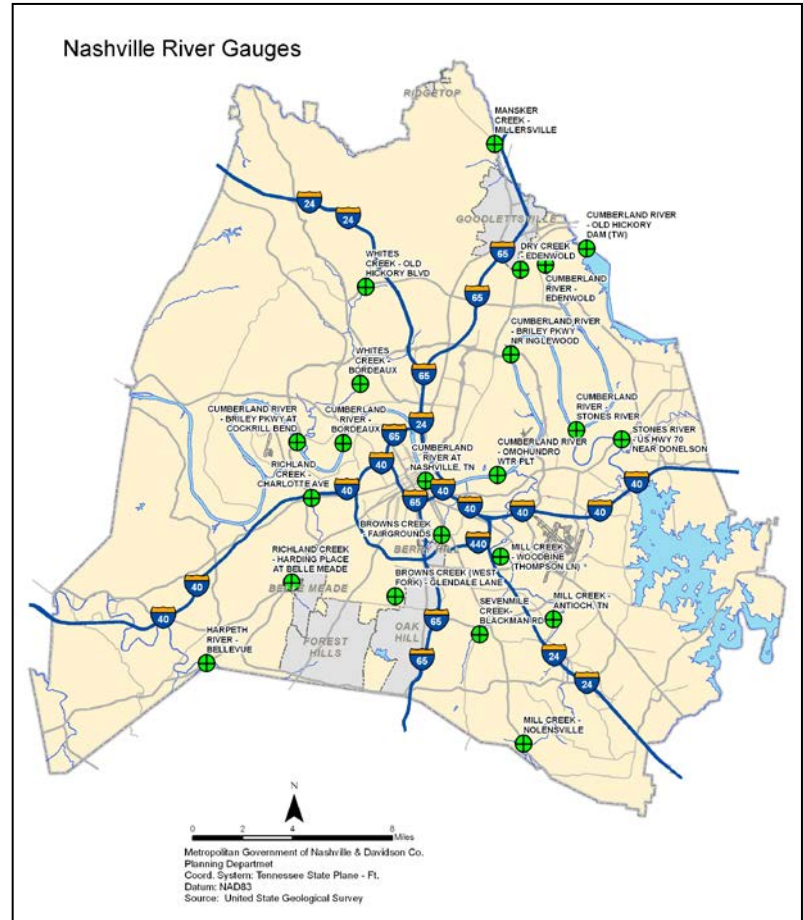 Nashville River Gauges
RIDGETOP
MANSKER
CREEK -
MILLERSVILLE
GOODLETTSVILLE
CUMBERLAND RIVER
- OLD HICKORY
DAM (TW)
24
24
65
DRY CREEK
- EDENWOLD
WHITES
CREEK - OLD
HICKORY BLVD
CUMBERLAND
RIVER -
EDENWOLD
65
CUMBERLAND RIVER
- BRILEY PKWY
NR INGLEWOOD
WHITES
CREEK -
BORDEAUX
65
CUMBERLAND RIVER
- BRILEY PKWY AT
COCKRILL BEND
CUMBERLAND
RIVER -
BORDEAUX
24
65
CUMBERLAND
RIVER -
STONES RIVER
STONES RIVER
- US HWY 70
NEAR DONELSON
CUMBERLAND
RIVER AT
NASHVILLE, TN
CUMBERLAND
RIVER -
OMOHUNDRO
WTR PLT
RICHLAND
CREEK -
CHARLOTTE AVE
40
40
65
40
40
40
40
40
BROWNS CREEK
- FAIRGROUNDS
BERRY HILL
440
MILL CREEK -
WOODBINE
(THOMPSON LN)
RICHLAND CREEK
- HARDING PLACE
AT BELLE MEADE
BELLE MEADE
BROWNS CREEK (WEST
FORK) - GLENDALE LANE
40
40
SEVENMILE
CREEK-
BLACKMAN RD
MILL CREEK -
ANTIOCH, TN
HARPETH
RIVER -
BELLEVUE
FOREST
HILLS
OAK
HILL
65
65
24
24
MILL CREEK -
NOLENSVILLE
N
0 2 4 8
Miles
Metropolitan Government of Nashville & Davidson Co.
Planning Departmet
Coord. System: Tennessee State Plane - Ft.
Datum: NAD83
Source: United State Geological Survey